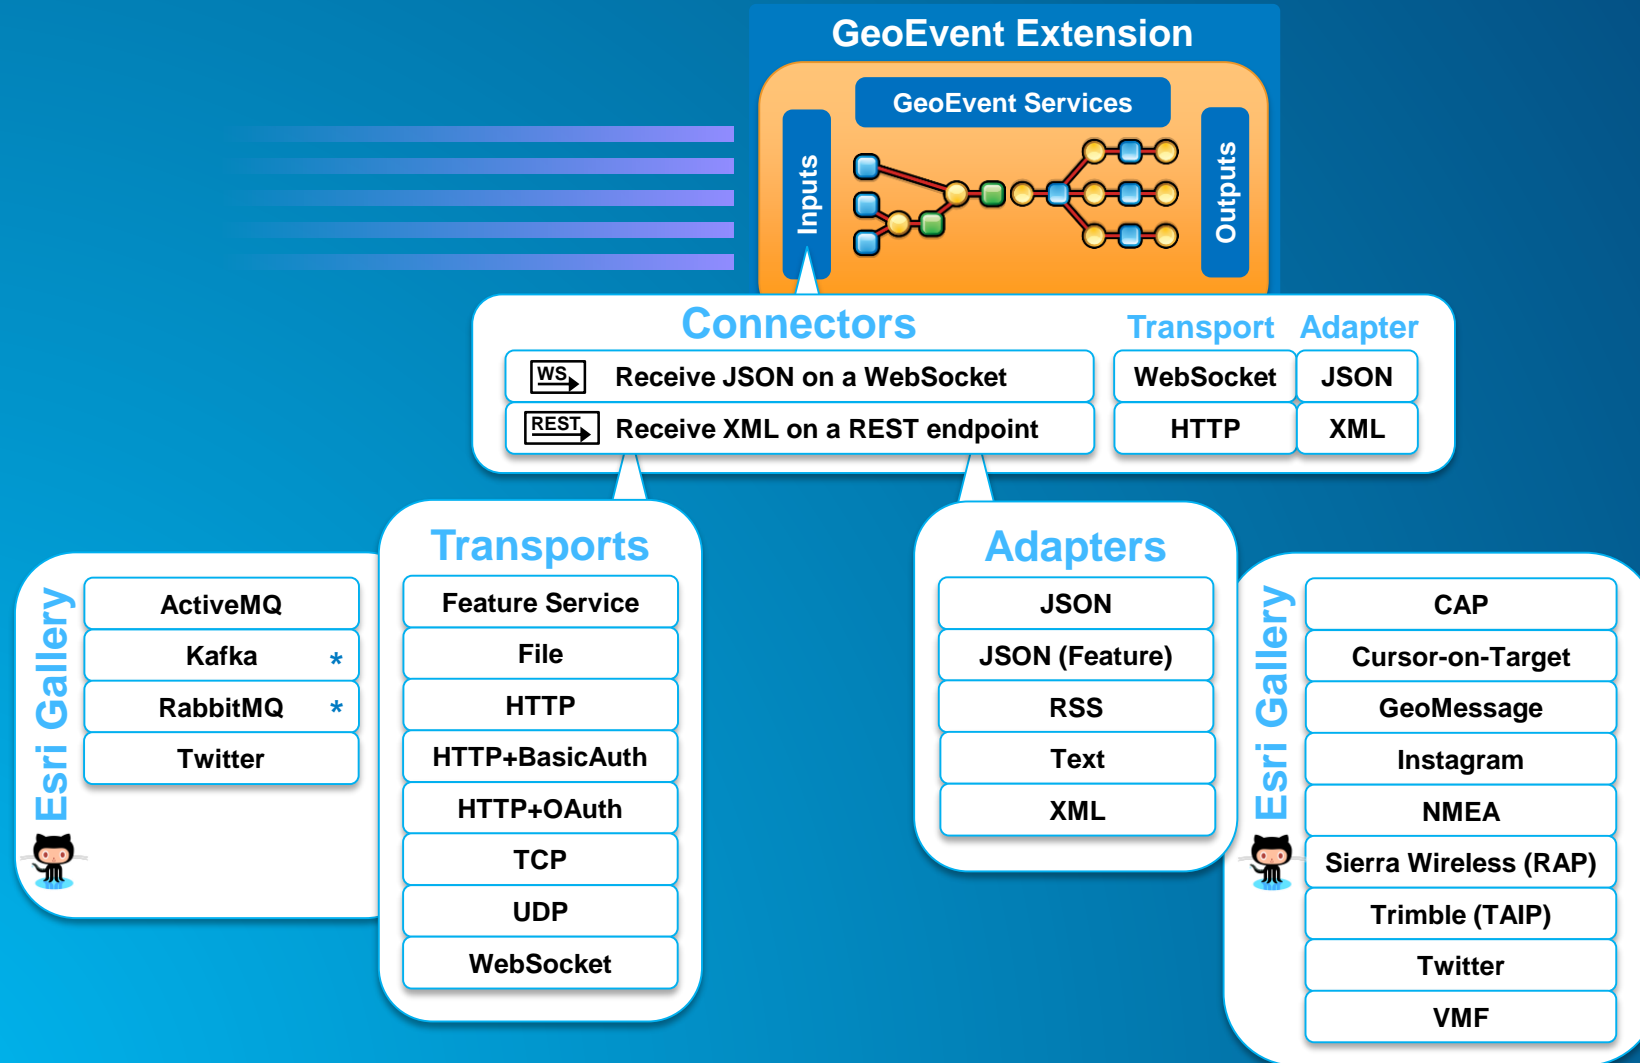 GeoEvent Extension
GeoEvent Services
Inputs
Outputs
Connectors
Transport
Adapter
WS
Receive JSON on a WebSocket
WebSocket
JSON
REST
Receive XML on a REST endpoint
HTTP
XML
Esri Gallery
ActiveMQ
Kafka *
RabbitMQ *
Twitter
Transports
Feature Service
File
HTTP
HTTP+BasicAuth
HTTP+OAuth
TCP
UDP
WebSocket
Adapters
JSON
JSON (Feature)
RSS
Text
XML
Esri Gallery
CAP
Cursor-on-Target
GeoMessage
Instagram
NMEA
Sierra Wireless (RAP)
Trimble (TAIP)
Twitter
VMF